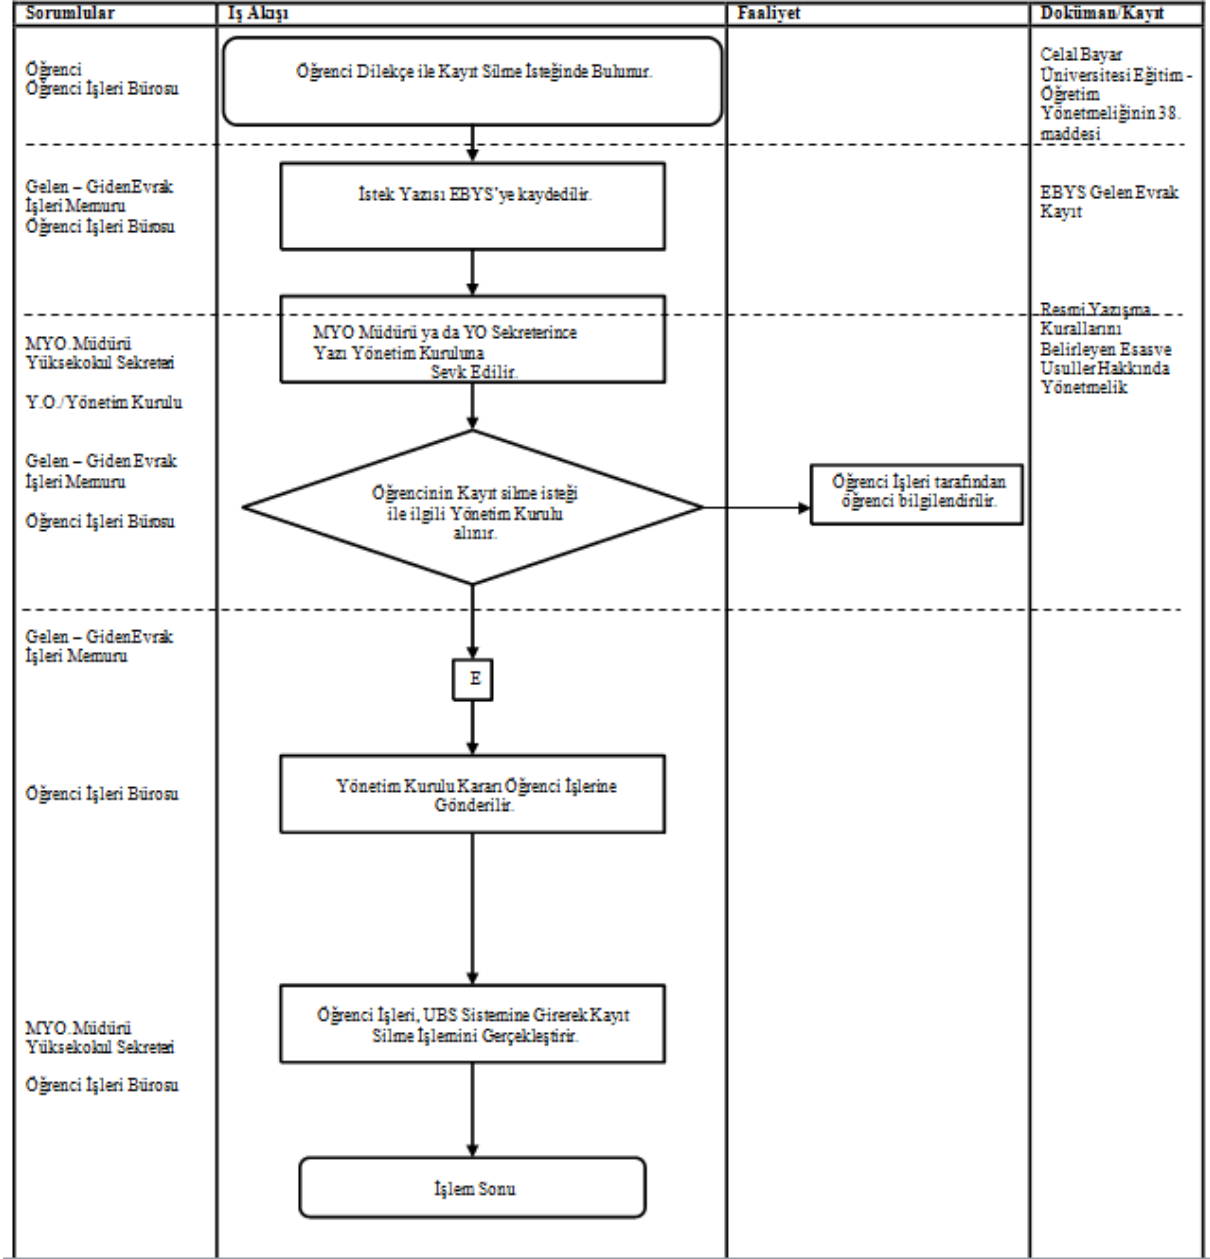 Sorumlular
İş Akışı
Faaliyet
Doküman/Kayıt
Öğrenci
Öğrenci İşleri Bürosu
Öğrenci Dilekçe ile Kayıt Silme İsteğinde Bulunur.
Celal Bayar
Üniversitesi Eğitim -
Öğretim
Yönetmeliğinin 38.
maddesi
Gelen – Giden Evrak
İşleri Memuru
Öğrenci İşleri Bürosu
İstek Yazısı EBYS'ye kaydedilir.
EBYS Gelen Evrak
Kayıt
MYO. Müdürü
Yüksekokul Sekreteri
Y.O./Yönetim Kurulu
MYO Müdürü ya da YO Sekreterince
Yazı Yönetim Kuruluna
Sevk Edilir.
Resmi Yazışma
Kurallarını
Belirleyen Esas ve
Usuller Hakkında
Yönetmelik
Gelen – Giden Evrak
İşleri Memuru
Öğrenci İşleri Bürosu
Öğrencinin Kayıt silme isteği
ile ilgili Yönetim Kurulu
alınır.
Öğrenci İşleri tarafından
öğrenci bilgilendirilir.
Gelen – Giden Evrak
İşleri Memuru
E
Öğrenci İşleri Bürosu
Yönetim Kurulu Kararı Öğrenci İşlerine
Gönderilir.
MYO. Müdürü
Yüksekokul Sekreteri
Öğrenci İşleri Bürosu
Öğrenci İşleri, UBS Sistemine Girerek Kayıt
Silme İşlemini Gerçekleştirir.
İşlem Sonu